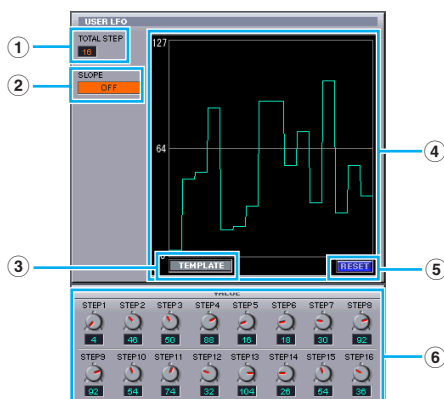 USER LFO
TOTAL STEP
16
SLOPE
OFF
127
64
0
TEMPLATE
RESET
1
2
3
4
5
6
VALUE
STEP1 STEP2 STEP3 STEP4 STEP5 STEP6 STEP7 STEP8
4 46 50 88 16 18 30 92
STEP9 STEP10 STEP11 STEP12 STEP13 STEP14 STEP15 STEP16
92 54 74 32 104 26 54 36